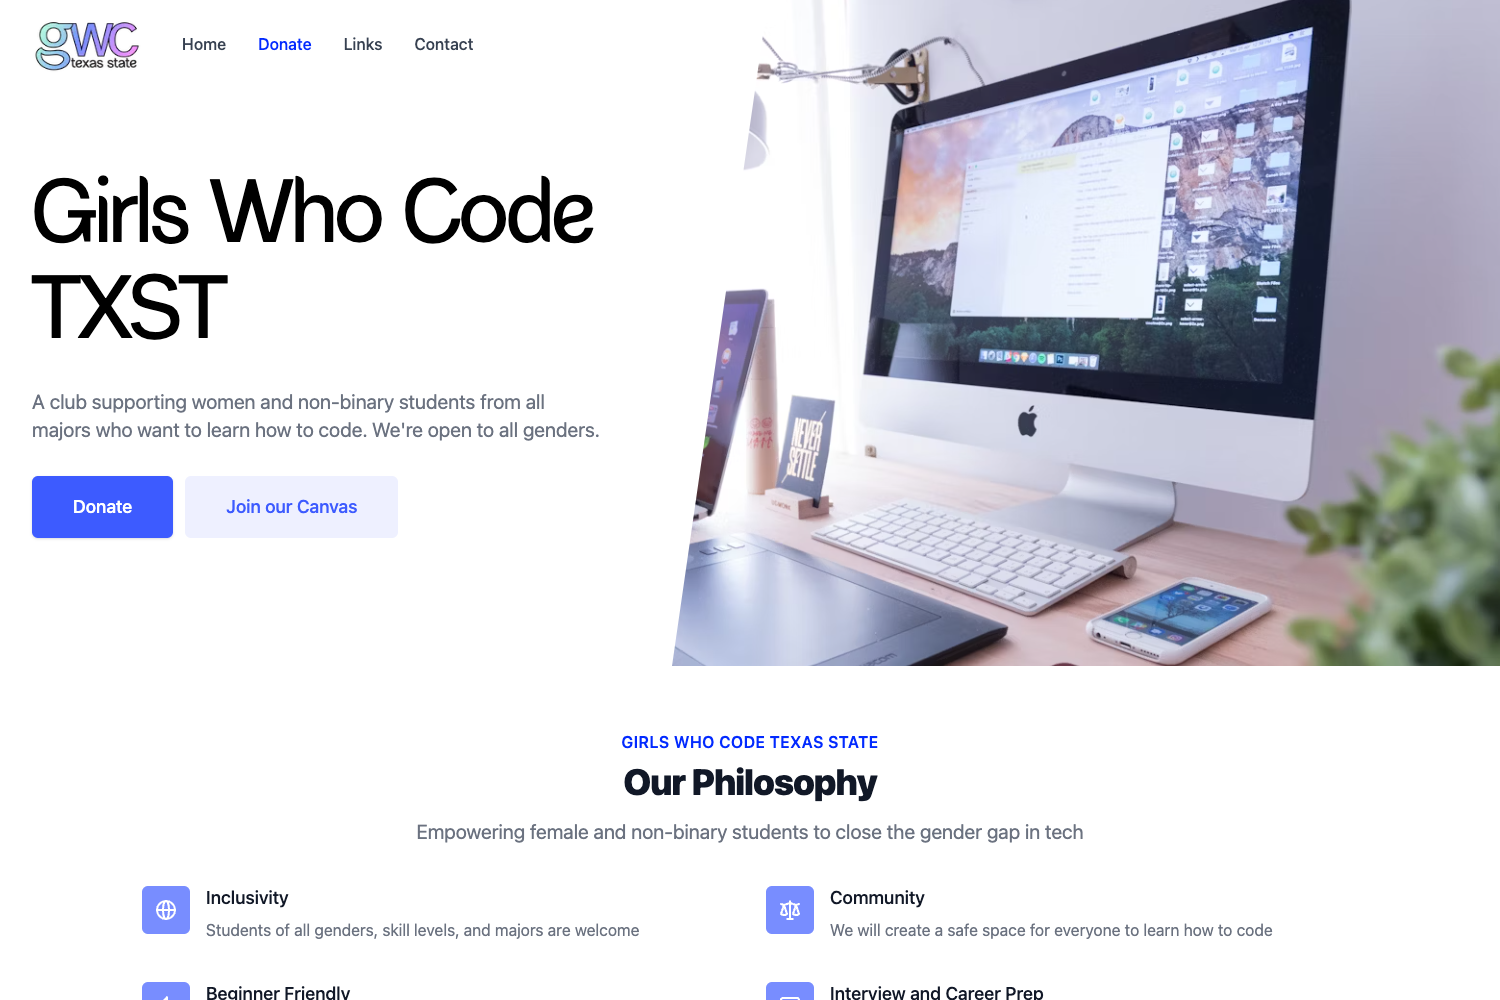 gWC
texas state
Home
Donate
Links
Contact
Girls Who Code
TXST
A club supporting women and non-binary students from all
majors who want to learn how to code. We're open to all genders.
Donate
Join our Canvas
NEVER
SETTLE
GIRLS WHO CODE TEXAS STATE
Our Philosophy
Empowering female and non-binary students to close the gender gap in tech
Inclusivity
Students of all genders, skill levels, and majors are welcome
Community
We will create a safe space for everyone to learn how to code
Beginner Friendly
Interview and Career Prep